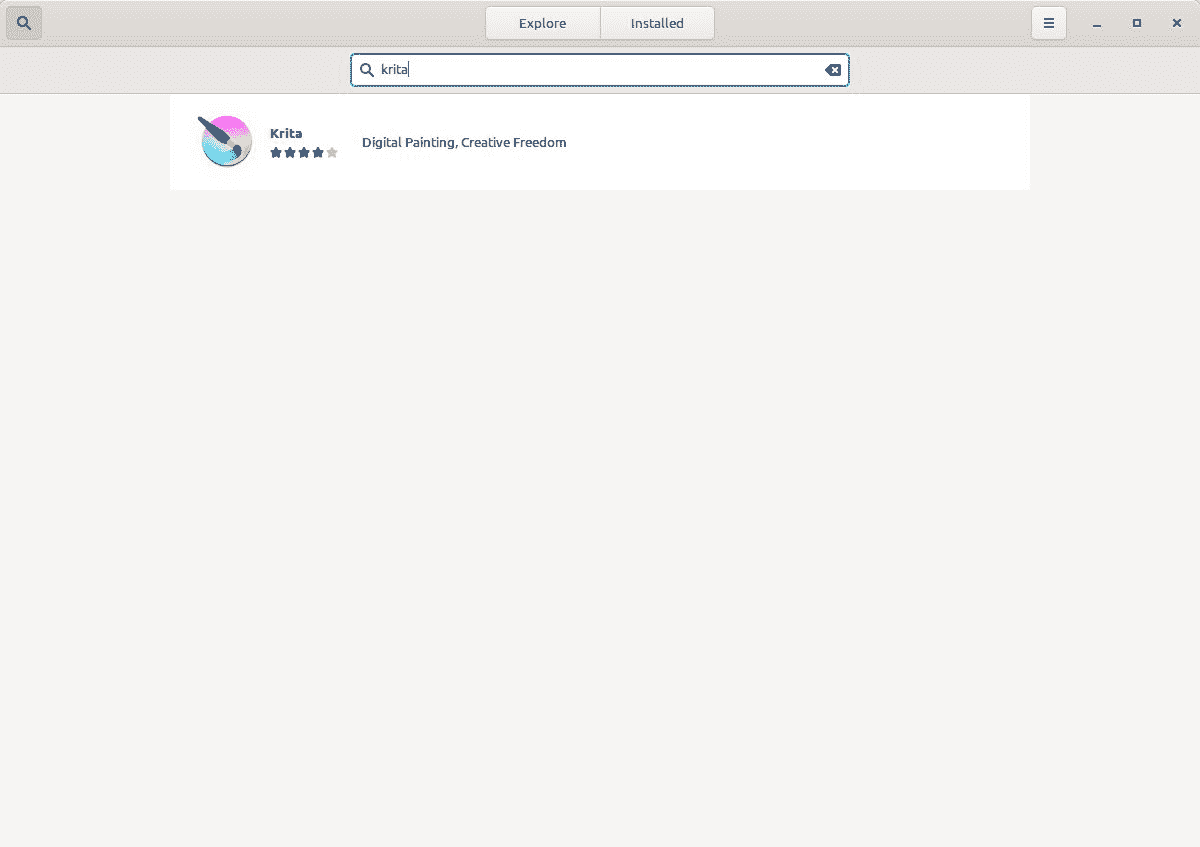 Explore
Installed
krita
Krita
Digital Painting, Creative Freedom